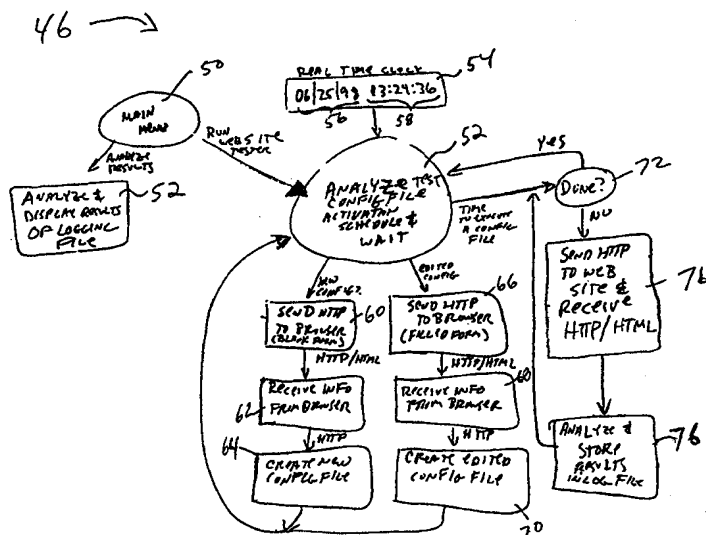 46
50
MAIN
MENU
ANALYZE
RESULTS
52
ANALYZE &
DISPLAY RESULTS
OF LOGGING
FILE
RUN
WEB SITE
TESTER
REAL TIME CLOCK
54
06/25/98 13:24:36
56 58
52
ANALYZE TEST
CONFIG FILE
ACTIVATION
SCHEDULE &
WAIT
Yes
72
DONE?
TIME
TO EXECUTE
A CONFIG
FILE
NO
NEW
CONFIG?
EDITED
CONFIG
SEND HTTP
TO BROWSER
(BLANK FORM)
60
SEND HTTP
TO BROWSER
(FILLED FORM)
66
SEND HTTP
TO WEB
SITE &
RECEIVE
HTTP/HTML
76
HTTP/HTML
HTTP/HTML
62
RECEIVE INFO
FROM BROWSER
RECEIVE INFO
FROM BROWSER
68
HTTP
HTTP
64
CREATE NEW
CONFIG FILE
CREATE EDITED
CONFIG FILE
70
ANALYZE &
STORE
RESULTS
IN LOG FILE
76